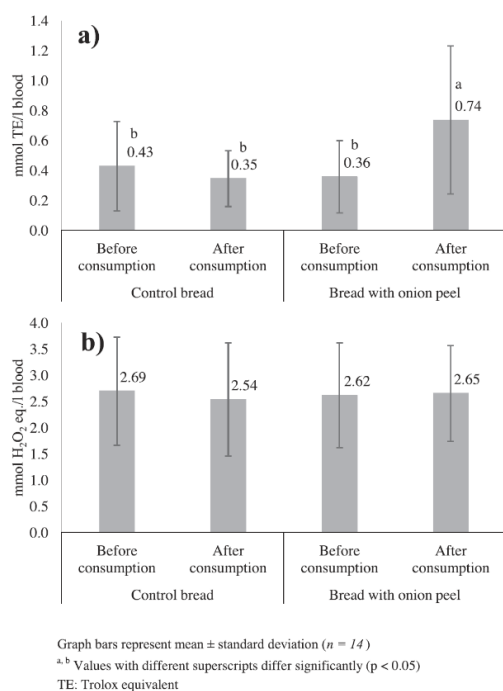 a)
mmol TE/l blood
1.4
1.2
1.0
0.8
0.6
0.4
0.2
0.0
b
0.43
b
0.35
b
0.36
a
0.74
Before consumption
After consumption
Before consumption
After consumption
Control bread
Bread with onion peel
b)
mmol H₂O₂ eq./l blood
4.0
3.5
3.0
2.5
2.0
1.5
1.0
0.5
0.0
2.69
2.54
2.62
2.65
Before consumption
After consumption
Before consumption
After consumption
Control bread
Bread with onion peel
Graph bars represent mean ± standard deviation (n = 14)
a, b Values with different superscripts differ significantly (p < 0.05)
TE: Trolox equivalent